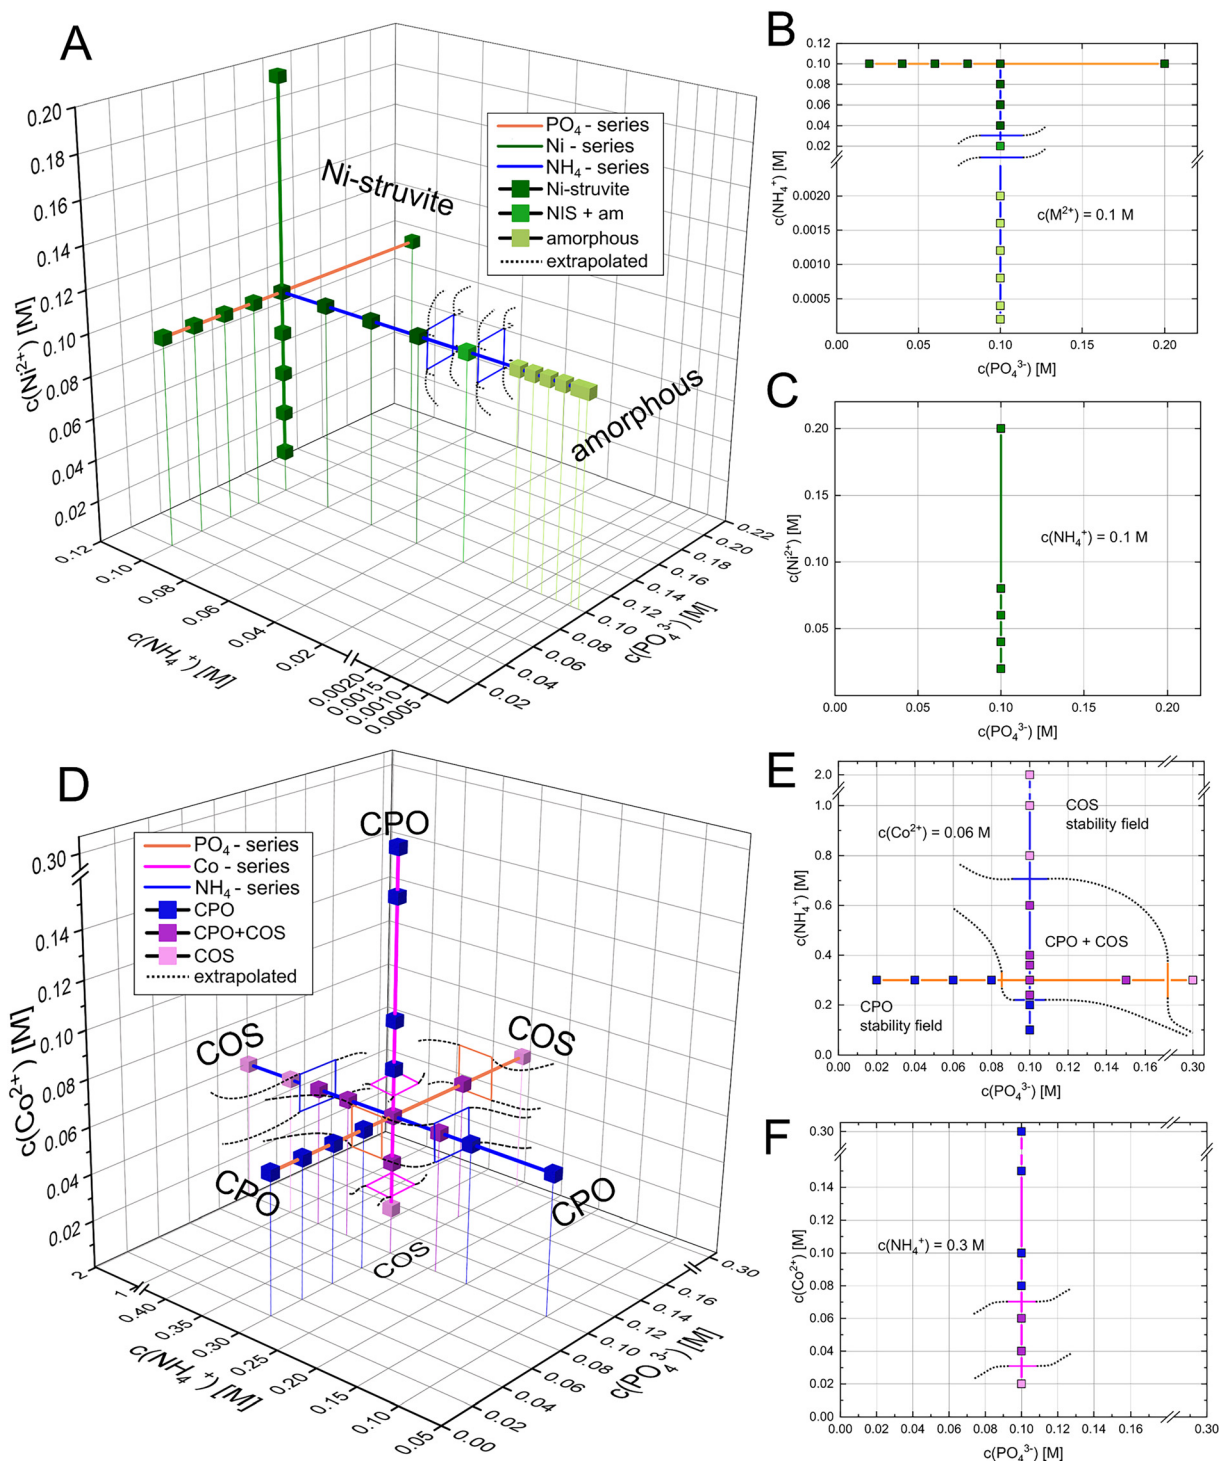 A
0.20
0.18
0.16
0.14
0.12
0.10
0.08
0.06
0.04
0.02
c(Ni²⁺) [M]
0.12
0.10
0.08
0.06
0.04
0.02
0.0020
0.0015
0.0010
0.0005
c(NH₄⁺) [M]
0.02
0.04
0.06
0.08
0.10
0.12
0.14
0.16
0.18
0.20
0.22
c(PO₄³⁻) [M]
Ni-struvite
amorphous
PO₄ - series
Ni - series
NH₄ - series
Ni-struvite
NIS + am
amorphous
extrapolated
B
0.12
0.10
0.08
0.06
0.04
0.02
0.0020
0.0015
0.0010
0.0005
c(NH₄⁺) [M]
c(M²⁺) = 0.1 M
0.00 0.05 0.10 0.15 0.20
c(PO₄³⁻) [M]
C
0.20
0.15
0.10
0.05
c(Ni²⁺) [M]
c(NH₄⁺) = 0.1 M
0.00 0.05 0.10 0.15 0.20
c(PO₄³⁻) [M]
D
0.30
0.14
0.12
0.10
0.08
0.06
0.04
0.02
c(Co²⁺) [M]
2
1
0.40
0.35
0.30
0.25
0.20
0.15
0.10
0.05
c(NH₄⁺) [M]
0.00
0.02
0.04
0.06
0.08
0.10
0.12
0.14
0.16
0.30
c(PO₄³⁻) [M]
PO₄ - series
Co - series
NH₄ - series
CPO
CPO+COS
COS
extrapolated
CPO
COS
COS
CPO
CPO
COS
E
2.0
1.0
0.8
0.6
0.4
0.2
0.0
c(NH₄⁺) [M]
COS
stability field
c(Co²⁺) = 0.06 M
CPO + COS
CPO
stability field
0.00 0.02 0.04 0.06 0.08 0.10 0.12 0.14 0.16 0.30
c(PO₄³⁻) [M]
F
0.30
0.14
0.12
0.10
0.08
0.06
0.04
0.02
0.00
c(Co²⁺) [M]
c(NH₄⁺) = 0.3 M
0.00 0.02 0.04 0.06 0.08 0.10 0.12 0.14 0.16 0.30
c(PO₄³⁻) [M]